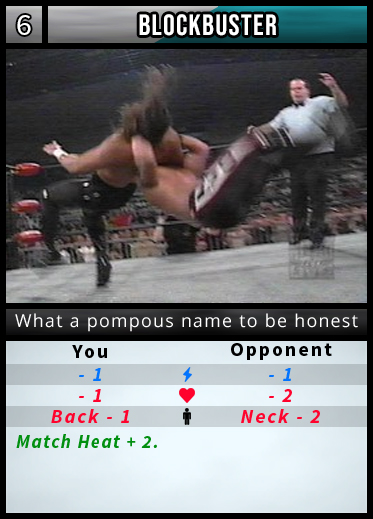 6 BLOCKBUSTER
What a pompous name to be honest
You Opponent
- 1 - 1
- 1 - 2
Back - 1 Neck - 2
Match Heat + 2.